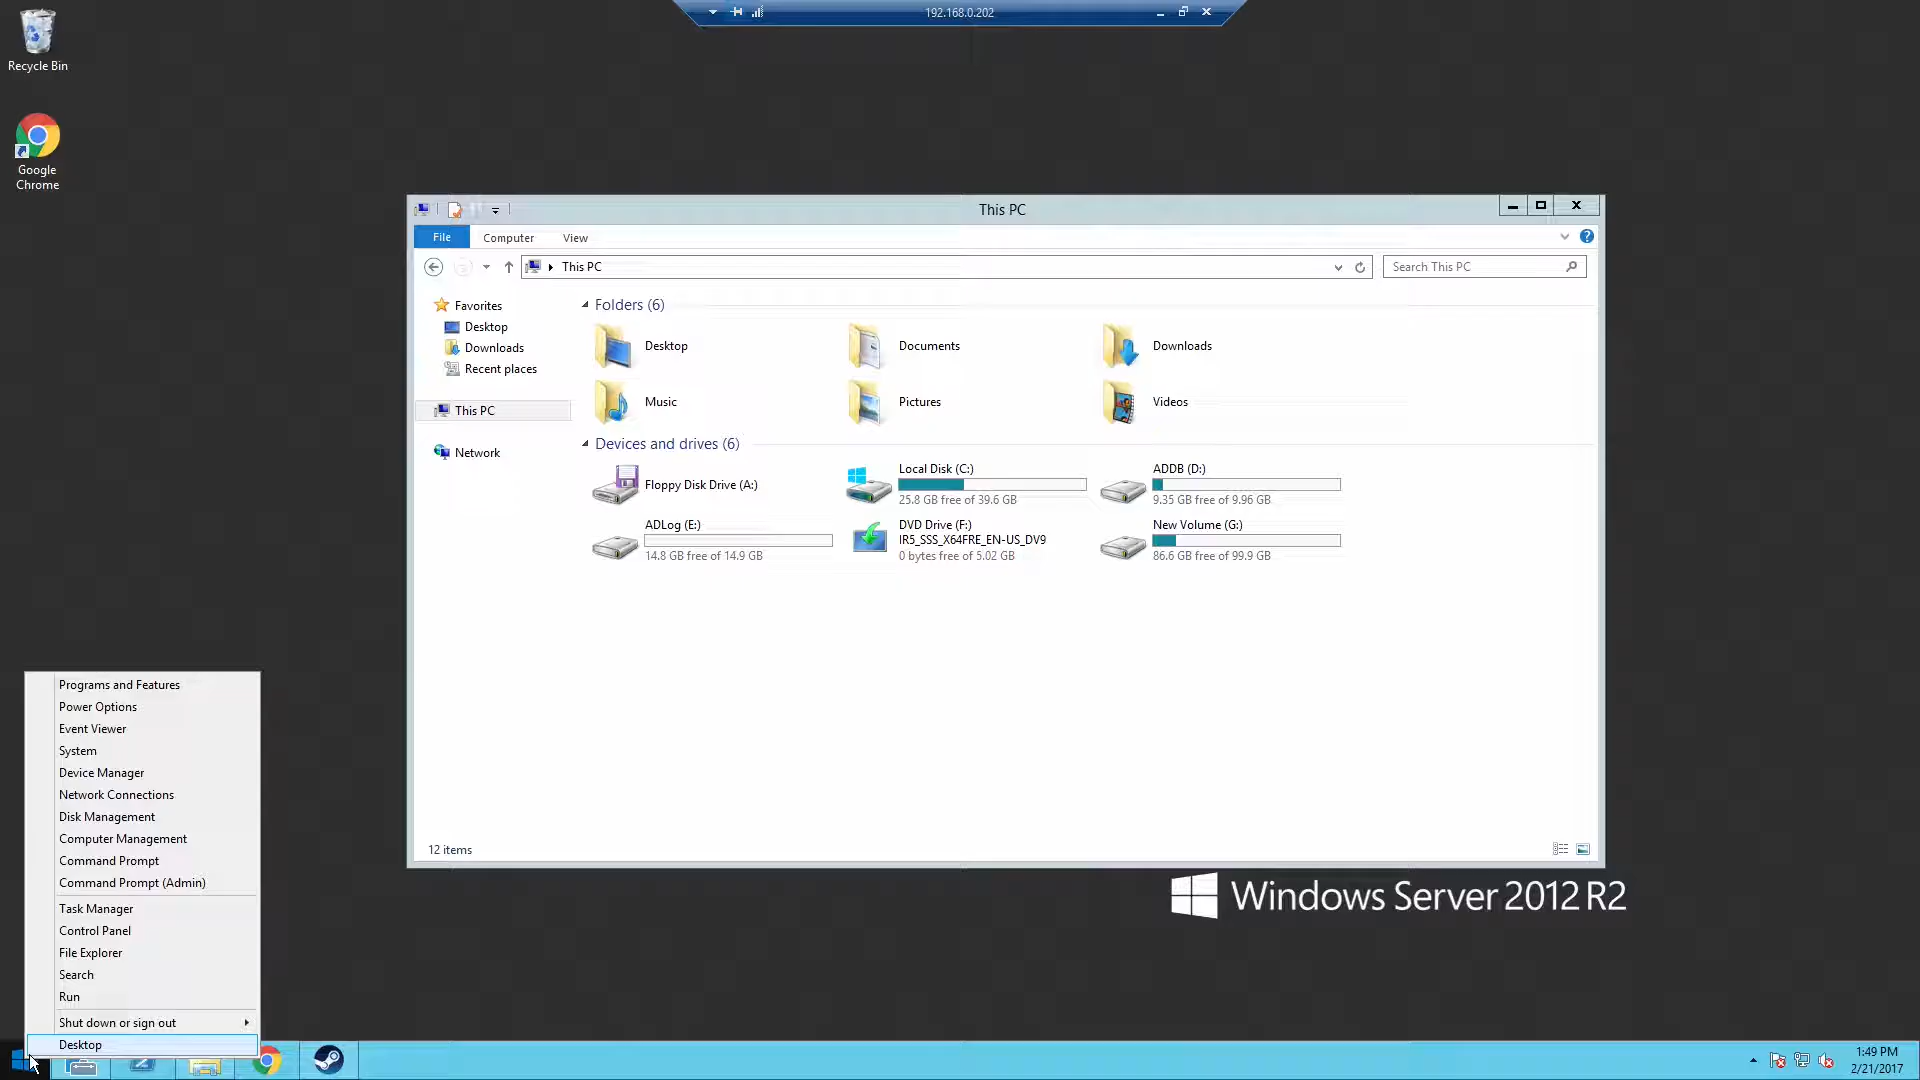 192.168.0.202
Recycle Bin
Google
Chrome
This PC
File
Computer
View
This PC
Search This PC
Favorites
Desktop
Downloads
Recent places
This PC
Network
Folders (6)
Desktop
Documents
Downloads
Music
Pictures
Videos
Devices and drives (6)
Floppy Disk Drive (A:)
Local Disk (C:)
25.8 GB free of 39.6 GB
ADDB (D:)
9.35 GB free of 9.96 GB
ADLog (E:)
14.8 GB free of 14.9 GB
DVD Drive (F:)
IR5_SSS_X64FRE_EN-US_DV9
0 bytes free of 5.02 GB
New Volume (G:)
86.6 GB free of 99.9 GB
12 items
Windows Server 2012 R2
Programs and Features
Power Options
Event Viewer
System
Device Manager
Network Connections
Disk Management
Computer Management
Command Prompt
Command Prompt (Admin)
Task Manager
Control Panel
File Explorer
Search
Run
Shut down or sign out
Desktop
1:49 PM
2/21/2017